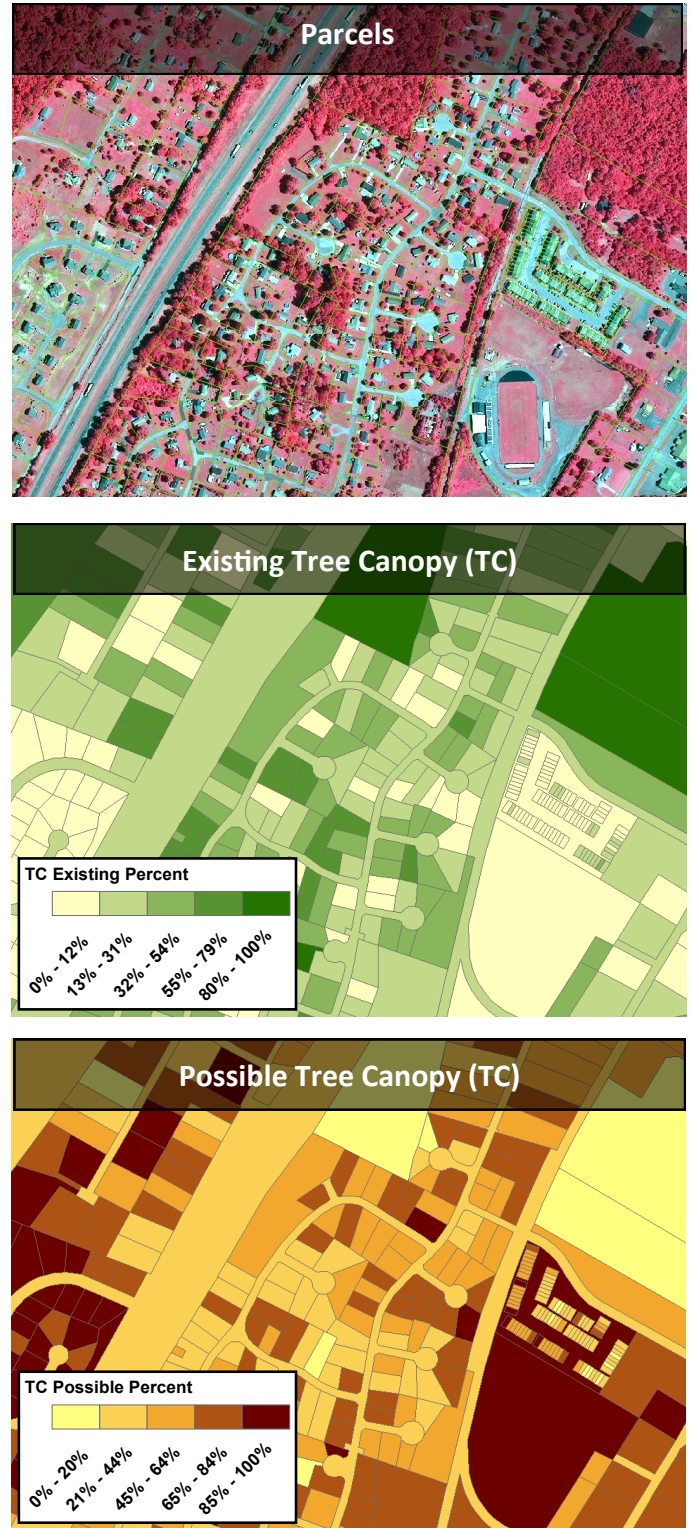 Parcels
Existing Tree Canopy (TC)
TC Existing Percent
0% - 12%
13% - 31%
32% - 54%
55% - 79%
80% - 100%
Possible Tree Canopy (TC)
TC Possible Percent
0% - 20%
21% - 44%
45% - 64%
65% - 84%
85% - 100%